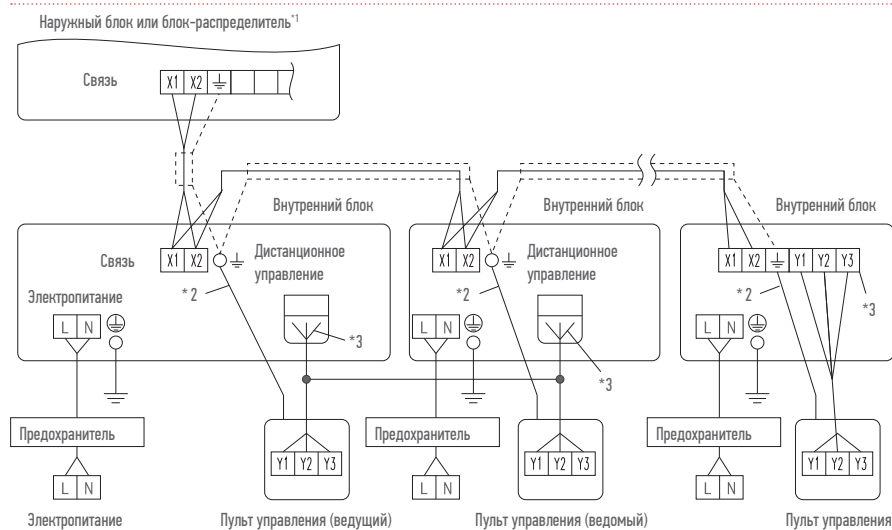 Наружный блок или блок-распределитель*1
Связь
X1 X2
Внутренний блок
Внутренний блок
Внутренний блок
Связь
X1 X2
Дистанционное
управление
X1 X2
Дистанционное
управление
X1 X2 Y1 Y2 Y3
*2
*2
*2
*3
Электропитание
L N
*3
L N
*3
L N
Предохранитель
Y1 Y2 Y3
Предохранитель
Y1 Y2 Y3
Предохранитель
Y1 Y2 Y3
L N
L N
L N
Электропитание
Пульт управления (ведущий)
Пульт управления (ведомый)
Пульт управления